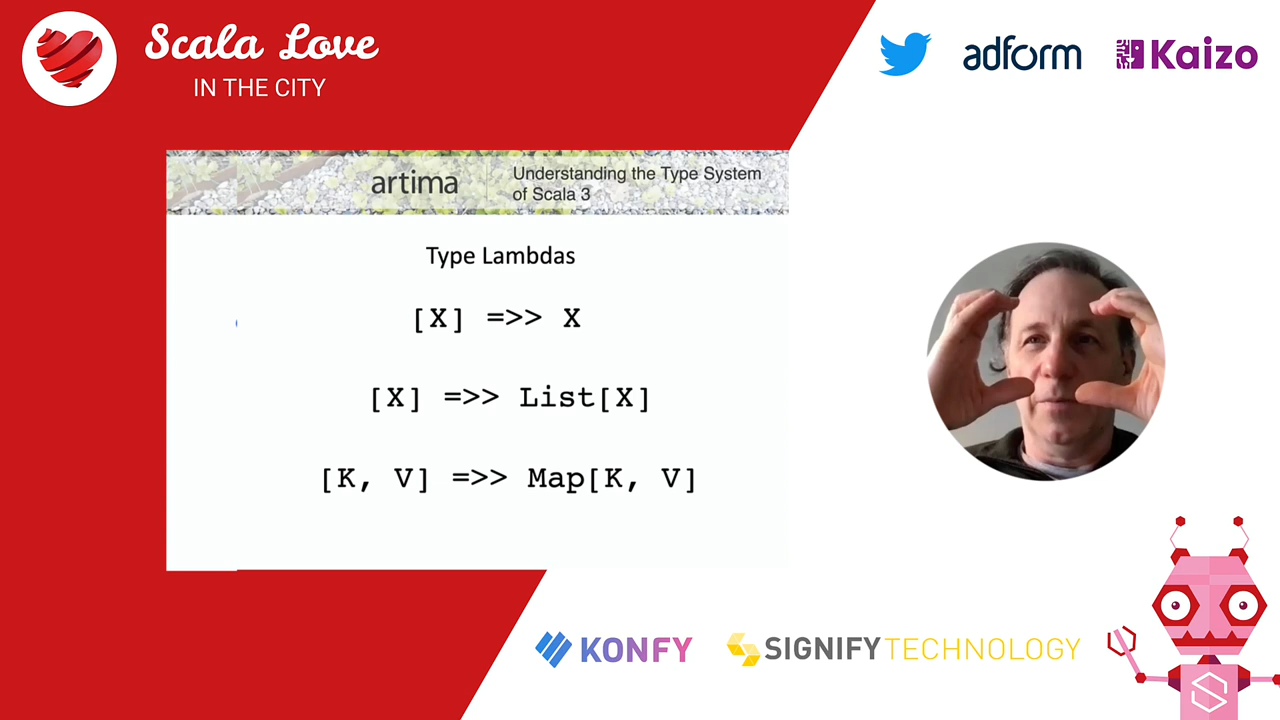 Scala Love
IN THE CITY
adform
Kaizo
artima
Understanding the Type System
of Scala 3
Type Lambdas
[X] =>> X
[X] =>> List[X]
[K, V] =>> Map[K, V]
KONFY
SIGNIFYTECHNOLOGY